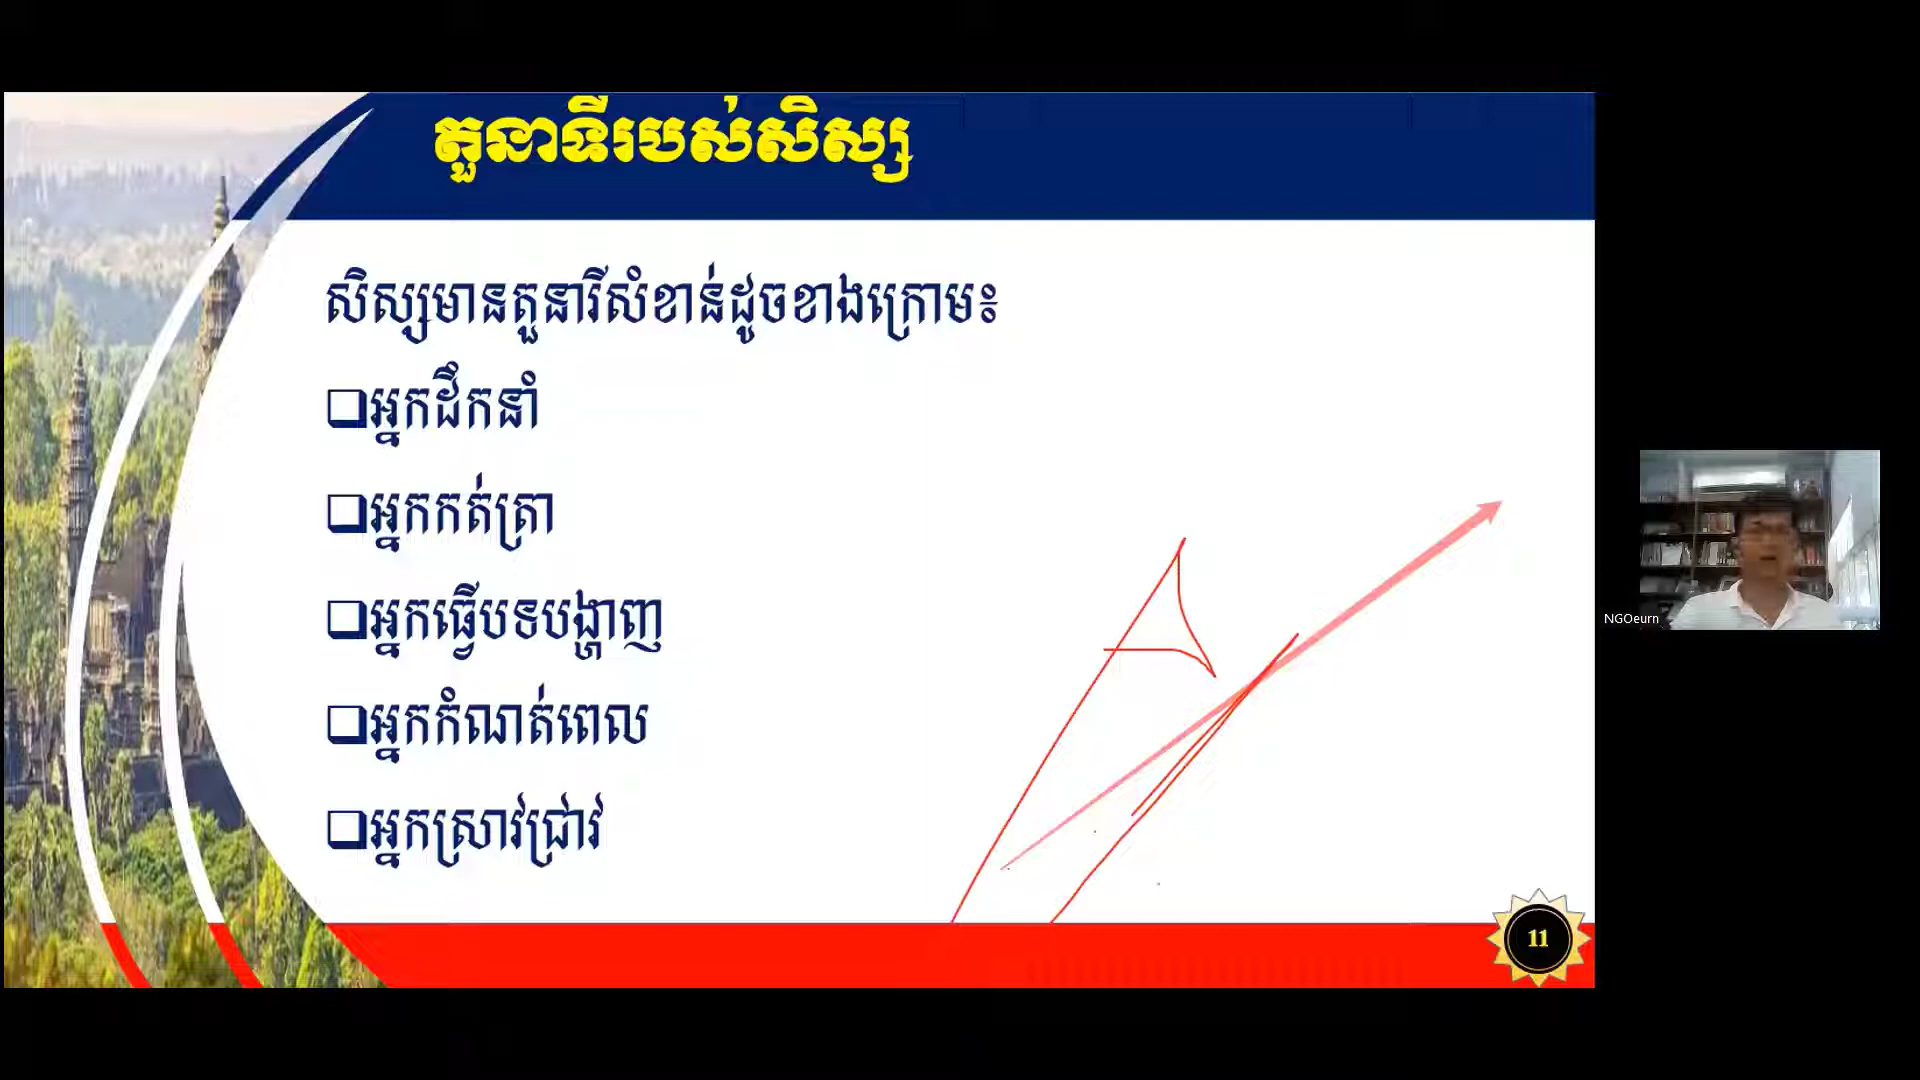 តួនាទីរបស់សិស្ស
សិស្សមានតួនារីសំខាន់ដូចខាងក្រោម៖
អ្នកដឹកនាំ
អ្នកកត់ត្រា
អ្នកធ្វើបទបង្ហាញ
អ្នកកំណត់ពេល
អ្នកស្រាវជ្រាវ
11
NGOeurn